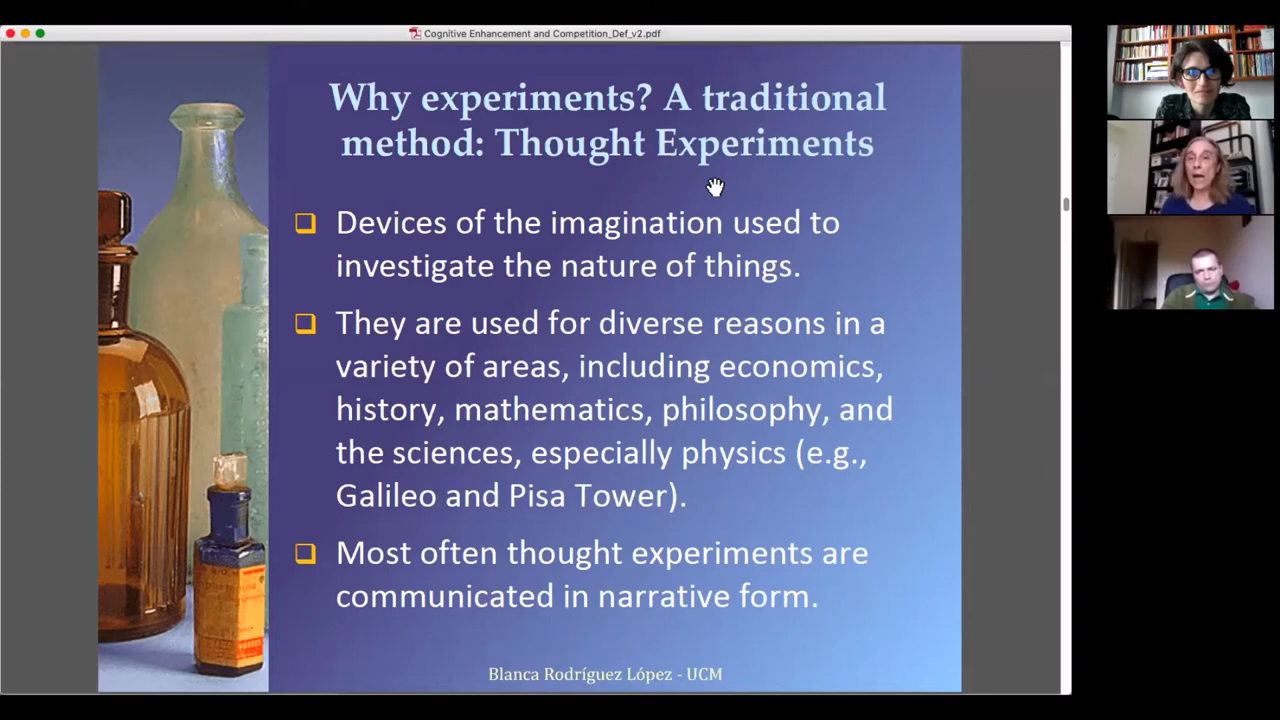 Cognitive Enhancement and Competition_Def_v2.pdf
Why experiments? A traditional
method: Thought Experiments
❑ Devices of the imagination used to
investigate the nature of things.
❑ They are used for diverse reasons in a
variety of areas, including economics,
history, mathematics, philosophy, and
the sciences, especially physics (e.g.,
Galileo and Pisa Tower).
❑ Most often thought experiments are
communicated in narrative form.
Blanca Rodríguez López - UCM